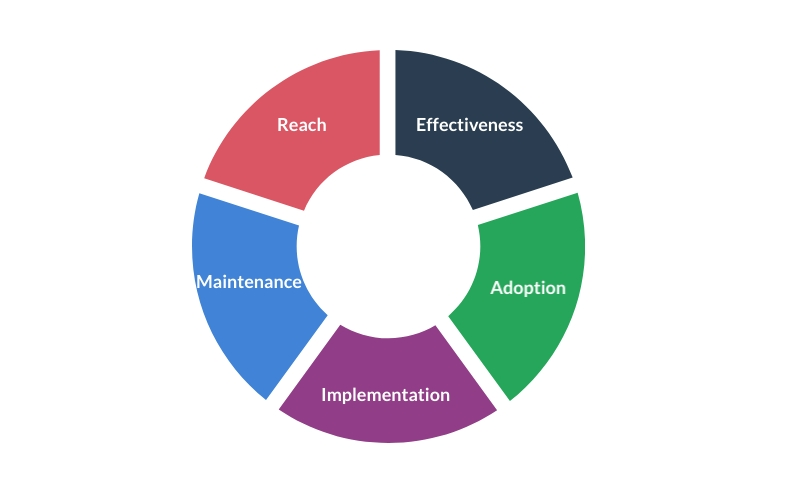 Reach
Effectiveness
Adoption
Implementation
Maintenance